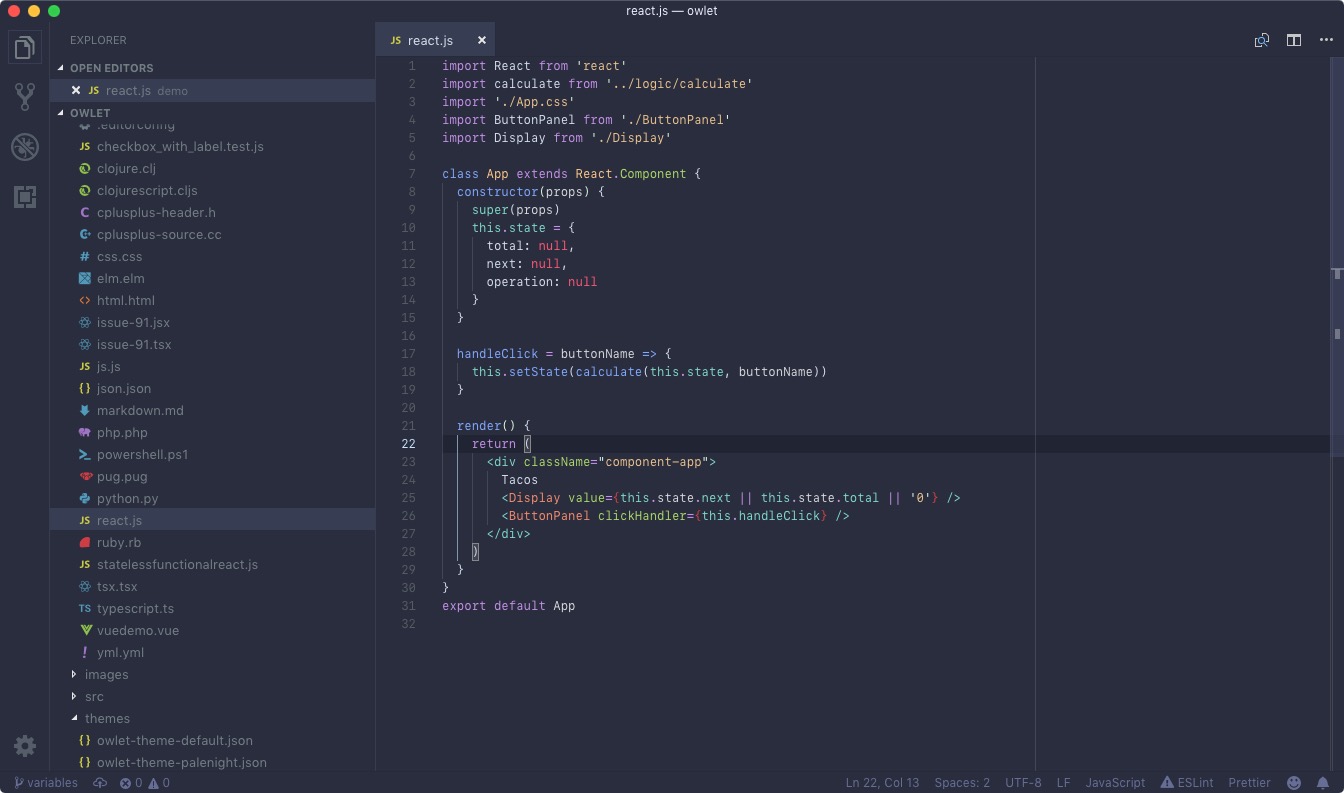 react.js — owlet
EXPLORER
OPEN EDITORS
JS react.js demo
OWLET
.editorconfig
JS checkbox_with_label.test.js
clojure.clj
clojurescript.cljs
C cplusplus-header.h
cplusplus-source.cc
# css.css
elm.elm
<> html.html
issue-91.jsx
issue-91.tsx
JS js.js
{} json.json
markdown.md
php.php
powershell.ps1
pug.pug
python.py
JS react.js
ruby.rb
JS statelessfunctionalreact.js
tsx.tsx
TS typescript.ts
vuedemo.vue
! yml.yml
images
src
themes
{} owlet-theme-default.json
{} owlet-theme-palenight.json
JS react.js
1 import React from 'react'
2 import calculate from '../logic/calculate'
3 import './App.css'
4 import ButtonPanel from './ButtonPanel'
5 import Display from './Display'
6
7 class App extends React.Component {
8 constructor(props) {
9 super(props)
10 this.state = {
11 total: null,
12 next: null,
13 operation: null
14 }
15 }
16
17 handleClick = buttonName => {
18 this.setState(calculate(this.state, buttonName))
19 }
20
21 render() {
22 return (
23 <div className="component-app">
24 Tacos
25 <Display value={this.state.next || this.state.total || '0'} />
26 <ButtonPanel clickHandler={this.handleClick} />
27 </div>
28 )
29 }
30 }
31 export default App
32
variables 0 0 Ln 22, Col 13 Spaces: 2 UTF-8 LF JavaScript ESLint Prettier